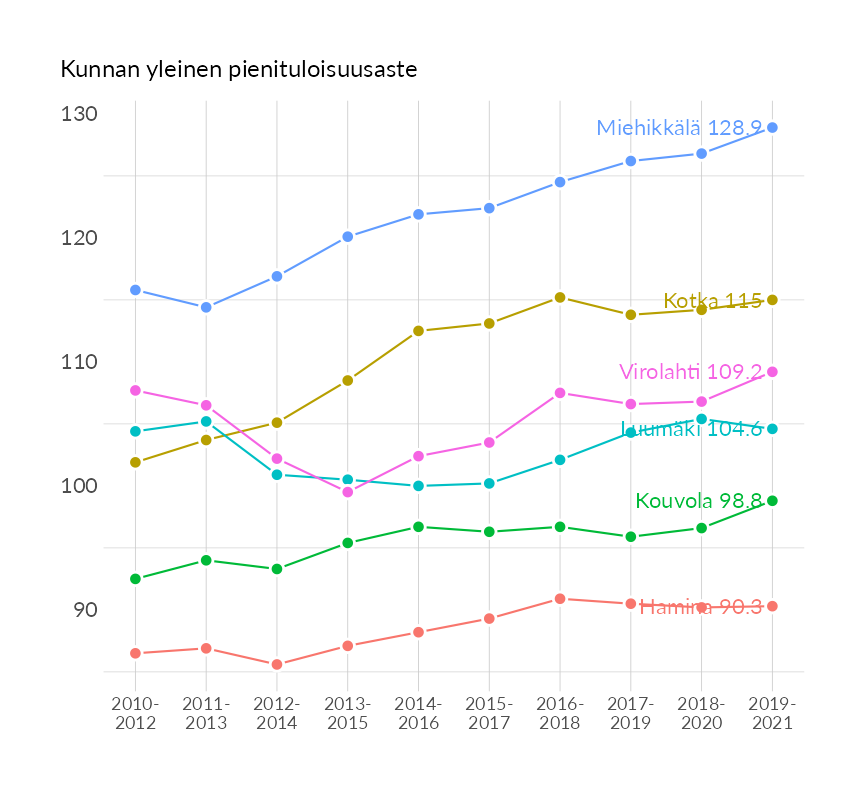 Kunnan yleinen pienituloisuusaste
130
Miehikkälä 128.9
120
Kotka 115
110
Virolahti 109.2
Luumäki 104.6
100
Kouvola 98.8
90
Hamina 90.3
2010- 2011- 2012- 2013- 2014- 2015- 2016- 2017- 2018- 2019-
2012 2013 2014 2015 2016 2017 2018 2019 2020 2021